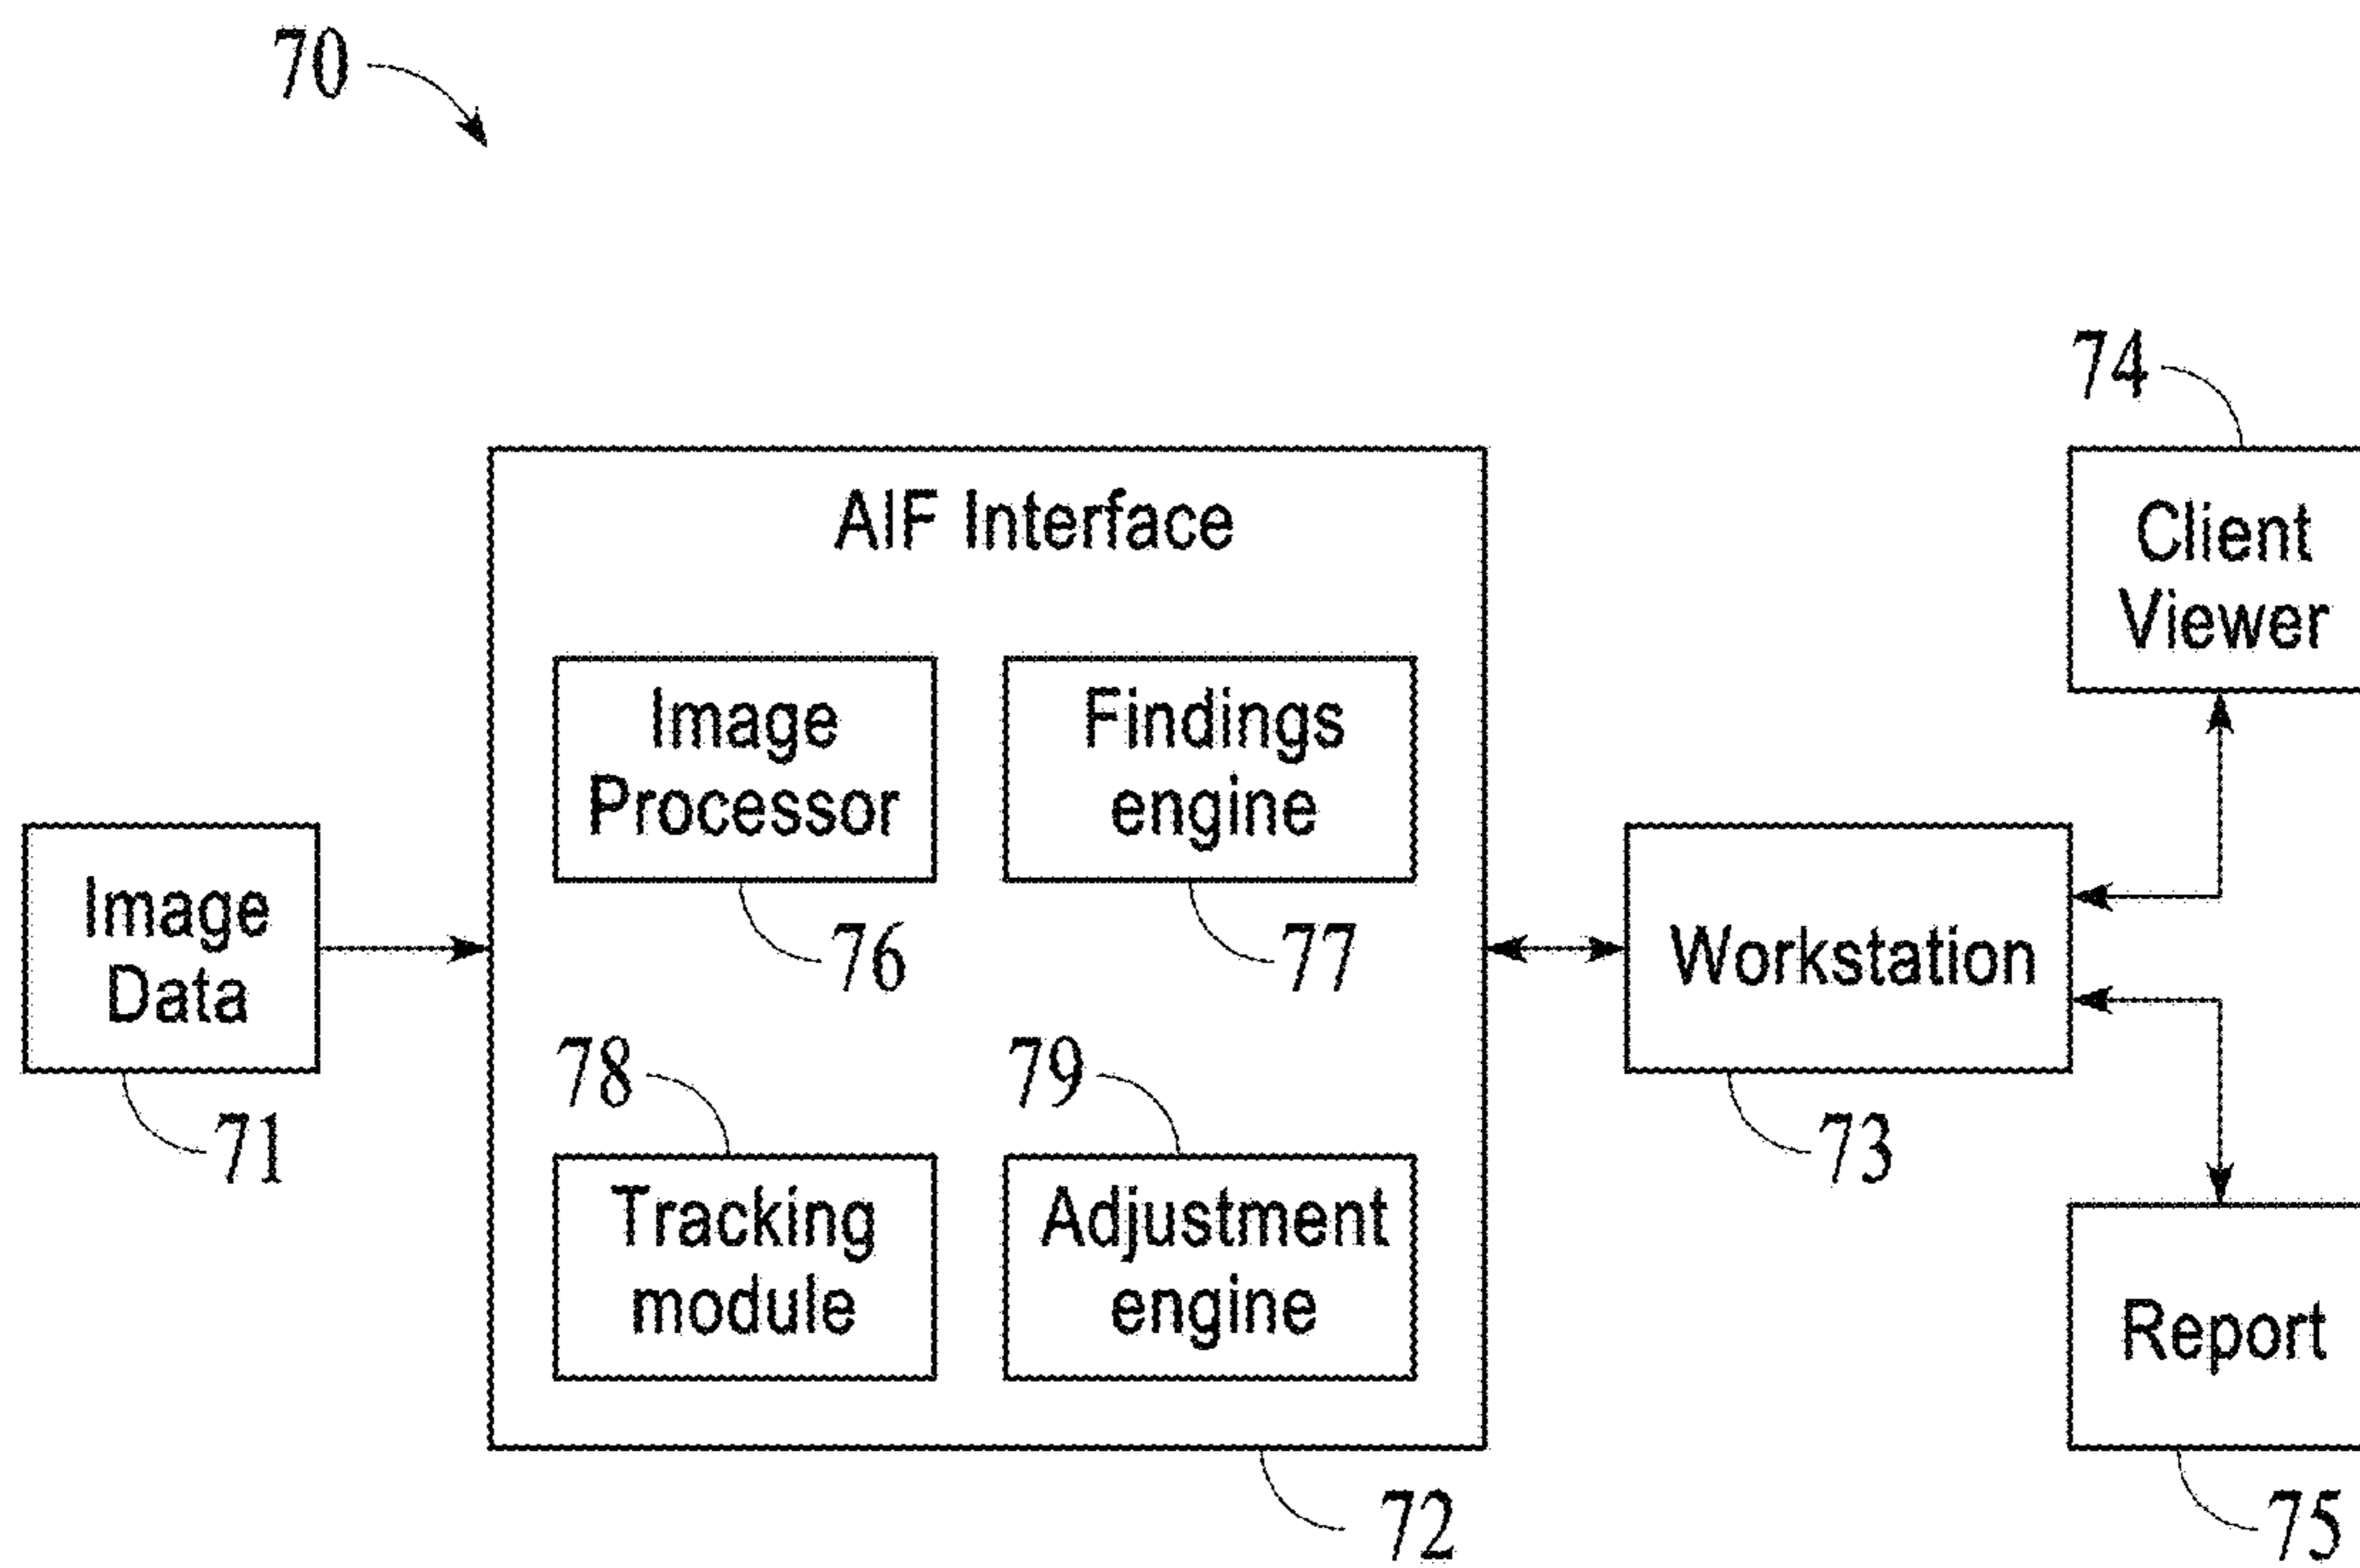 70
74
AIF Interface
Client
Viewer
Image
Processor
Findings
engine
Image
Data
76
77
Workstation
78
79
71
73
Tracking
module
Adjustment
engine
Report
72
75